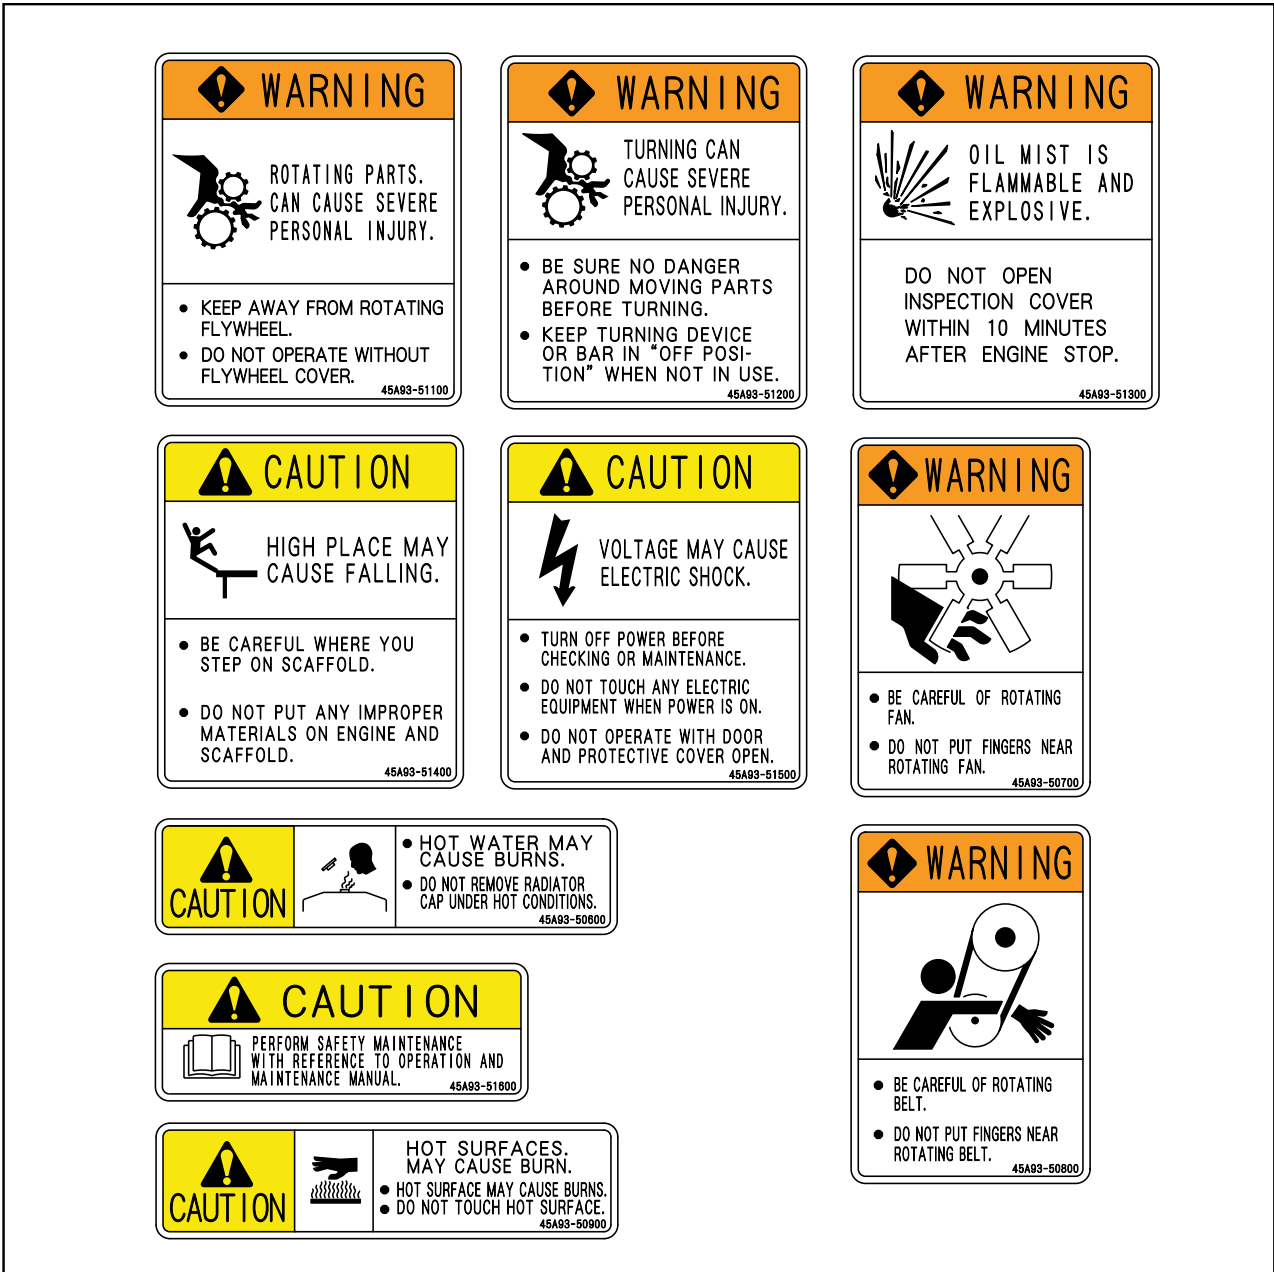 WARNING
ROTATING PARTS.
CAN CAUSE SEVERE
PERSONAL INJURY.
● KEEP AWAY FROM ROTATING
FLYWHEEL.
● DO NOT OPERATE WITHOUT
FLYWHEEL COVER.
45A93-51100
WARNING
TURNING CAN
CAUSE SEVERE
PERSONAL INJURY.
● BE SURE NO DANGER
AROUND MOVING PARTS
BEFORE TURNING.
● KEEP TURNING DEVICE
OR BAR IN “OFF POSI-
TION” WHEN NOT IN USE.
45A93-51200
WARNING
OIL MIST IS
FLAMMABLE AND
EXPLOSIVE.
DO NOT OPEN
INSPECTION COVER
WITHIN 10 MINUTES
AFTER ENGINE STOP.
45A93-51300
CAUTION
HIGH PLACE MAY
CAUSE FALLING.
● BE CAREFUL WHERE YOU
STEP ON SCAFFOLD.
● DO NOT PUT ANY IMPROPER
MATERIALS ON ENGINE AND
SCAFFOLD.
45A93-51400
CAUTION
VOLTAGE MAY CAUSE
ELECTRIC SHOCK.
● TURN OFF POWER BEFORE
CHECKING OR MAINTENANCE.
● DO NOT TOUCH ANY ELECTRIC
EQUIPMENT WHEN POWER IS ON.
● DO NOT OPERATE WITH DOOR
AND PROTECTIVE COVER OPEN.
45A93-51500
WARNING
● BE CAREFUL OF ROTATING
FAN.
● DO NOT PUT FINGERS NEAR
ROTATING FAN.
45A93-50700
CAUTION
● HOT WATER MAY
CAUSE BURNS.
● DO NOT REMOVE RADIATOR
CAP UNDER HOT CONDITIONS.
45A93-50600
WARNING
● BE CAREFUL OF ROTATING
BELT.
● DO NOT PUT FINGERS NEAR
ROTATING BELT.
45A93-50800
CAUTION
PERFORM SAFETY MAINTENANCE
WITH REFERENCE TO OPERATION AND
MAINTENANCE MANUAL.
45A93-51600
CAUTION
HOT SURFACES.
MAY CAUSE BURN.
● HOT SURFACE MAY CAUSE BURNS.
● DO NOT TOUCH HOT SURFACE.
45A93-50900